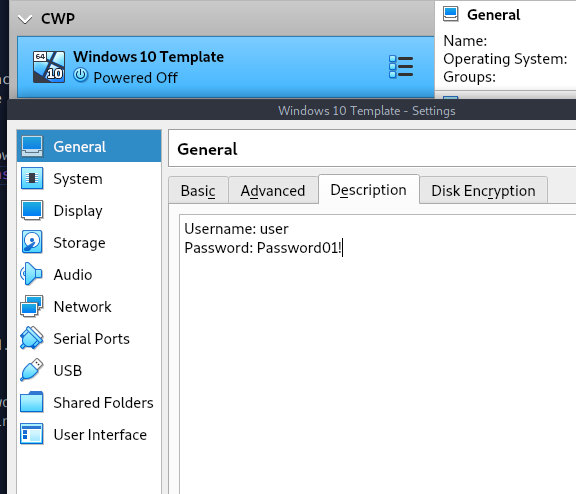 CWP
General
64
10
Windows 10 Template
Powered Off
Name:
Operating System:
Groups:
Windows 10 Template - Settings
General
System
Display
Storage
Audio
Network
Serial Ports
USB
Shared Folders
User Interface
General
Basic
Advanced
Description
Disk Encryption
Username: user
Password: Password01!